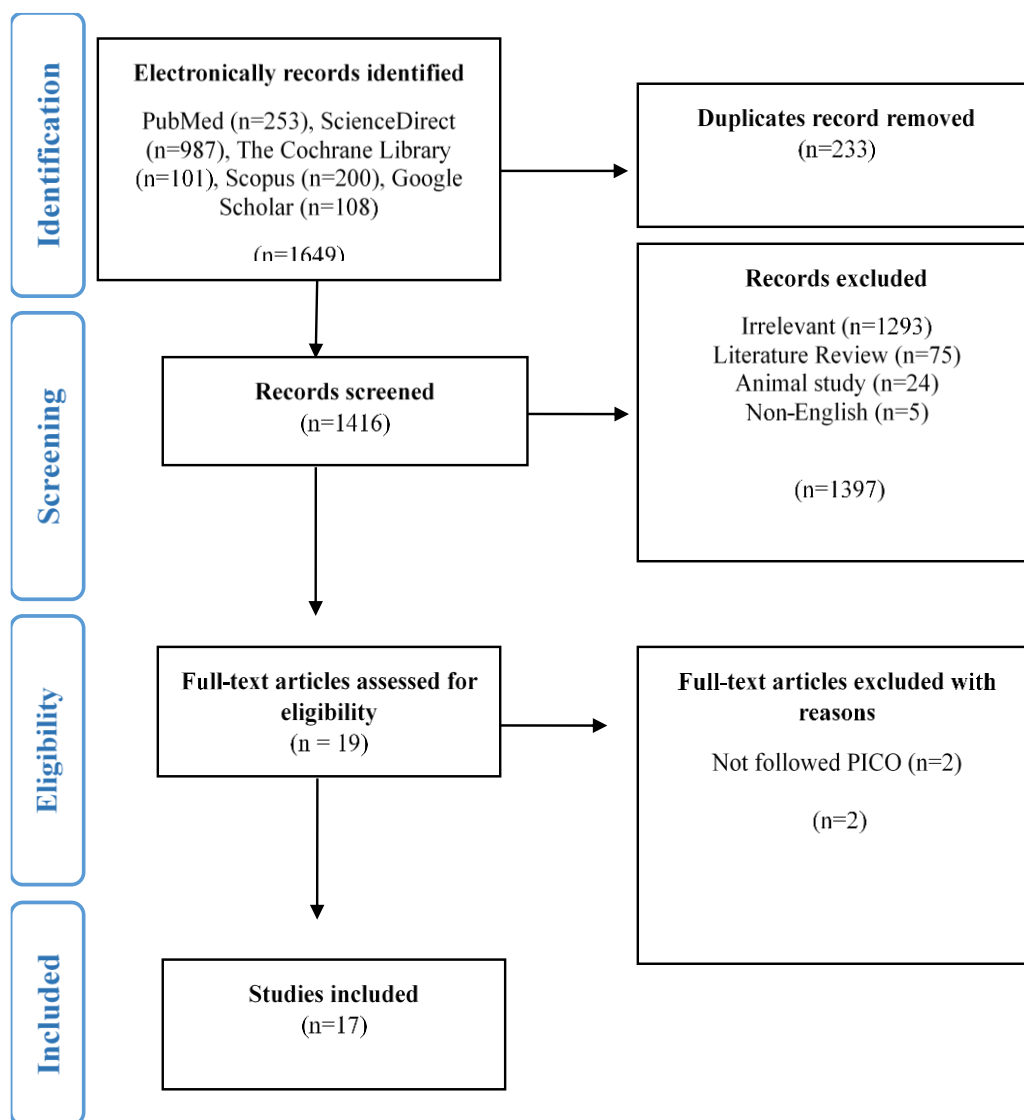 Identification
Electronically records identified
PubMed (n=253), ScienceDirect
(n=987), The Cochrane Library
(n=101), Scopus (n=200), Google
Scholar (n=108)
(n=1649)
Duplicates record removed
(n=233)
Screening
Records screened
(n=1416)
Records excluded
Irrelevant (n=1293)
Literature Review (n=75)
Animal study (n=24)
Non-English (n=5)
(n=1397)
Eligibility
Full-text articles assessed for
eligibility
(n = 19)
Full-text articles excluded with
reasons
Not followed PICO (n=2)
(n=2)
Included
Studies included
(n=17)